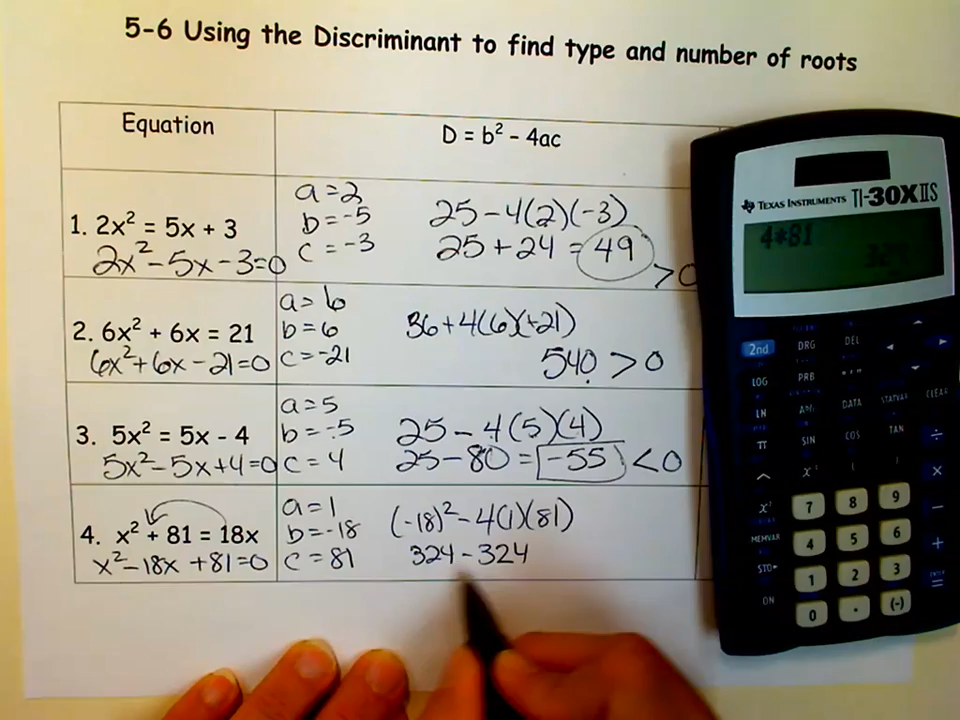 5-6 Using the Discriminant to find type and number of roots
Equation
D = b² - 4ac
1. 2x² = 5x + 3
2x² - 5x - 3 = 0
a = 2
b = -5
c = -3
25 - 4(2)(-3)
25 + 24 = 49
> 0
2. 6x² + 6x = 21
6x² + 6x - 21 = 0
a = 6
b = 6
c = -21
36 + 4(6)(+21)
540 > 0
3. 5x² = 5x - 4
5x² - 5x + 4 = 0
a = 5
b = -5
c = 4
25 - 4(5)(4)
25 - 80 = -55 < 0
4. x² + 81 = 18x
x² - 18x + 81 = 0
a = 1
b = -18
c = 81
(-18)² - 4(1)(81)
324 - 324
TEXAS INSTRUMENTS TI-30X IIS
4*81
2nd DRG DEL
LOG PRB
LN DATA STATVAR CLEAR
π SIN COS TAN ÷
^ ( ) ×
x² 7 8 9 −
MEMVAR 4 5 6 +
STO▸ 1 2 3
ON 0 . (-) =